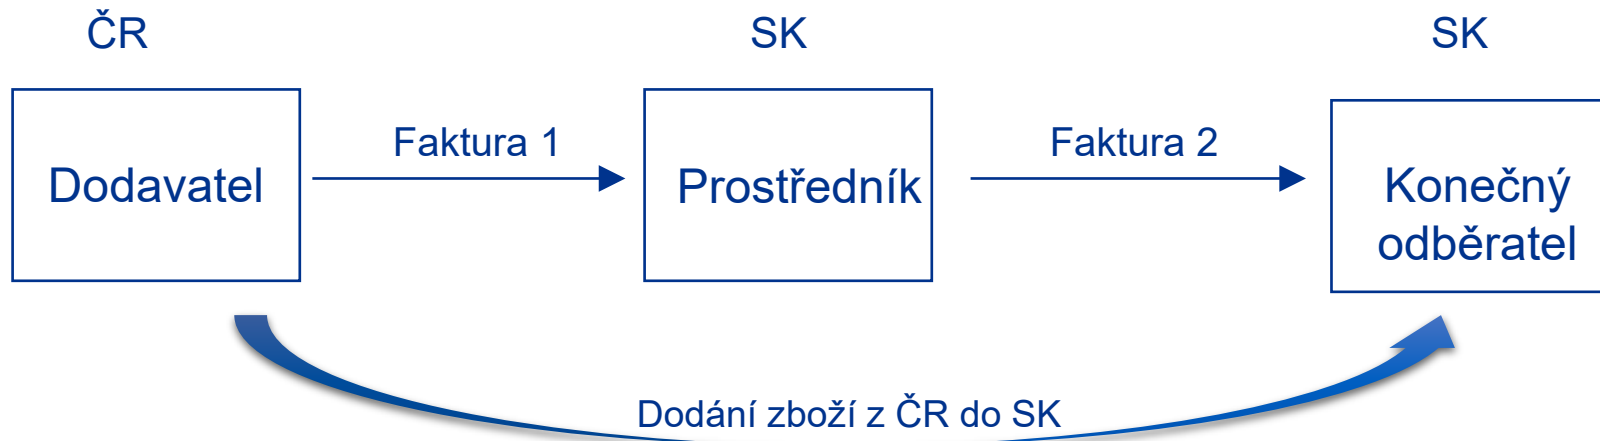 ČR
SK
SK
Dodavatel
Faktura 1
Prostředník
Faktura 2
Konečný
odběratel
Dodání zboží z ČR do SK